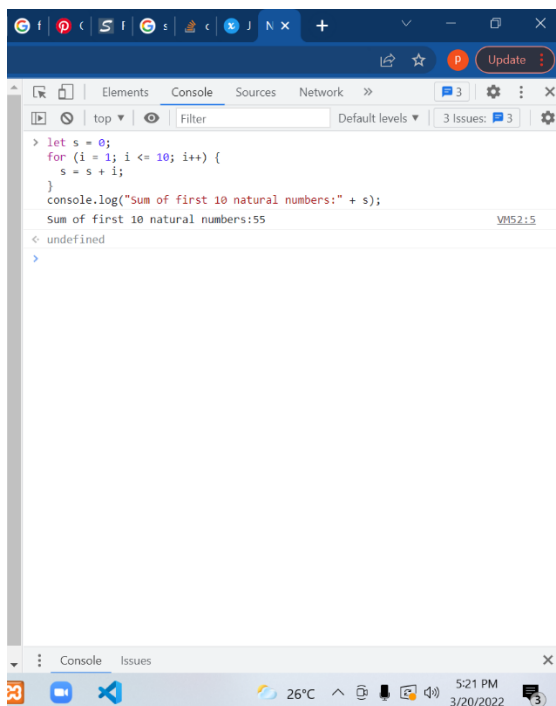 f ( S F s c J N × +
P Update
Elements Console Sources Network » 3
top ▼ Filter Default levels ▼ 3 Issues: 3
> let s = 0;
for (i = 1; i <= 10; i++) {
s = s + i;
}
console.log("Sum of first 10 natural numbers:" + s);
Sum of first 10 natural numbers:55 VM52:5
undefined
>
Console Issues ×
26°C 5:21 PM
3/20/2022 3